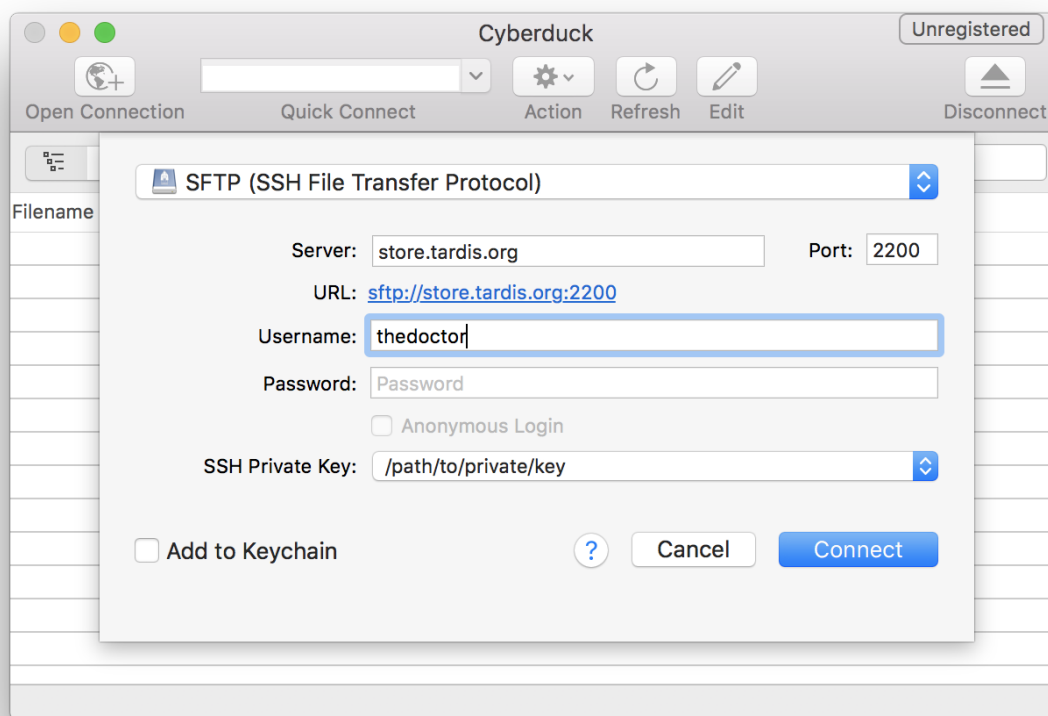 Cyberduck
Unregistered
Open Connection
Quick Connect
Action
Refresh
Edit
Disconnect
SFTP (SSH File Transfer Protocol)
Filename
Server: store.tardis.org Port: 2200
URL: sftp://store.tardis.org:2200
Username: thedoctor
Password: Password
Anonymous Login
SSH Private Key: /path/to/private/key
Add to Keychain ? Cancel Connect